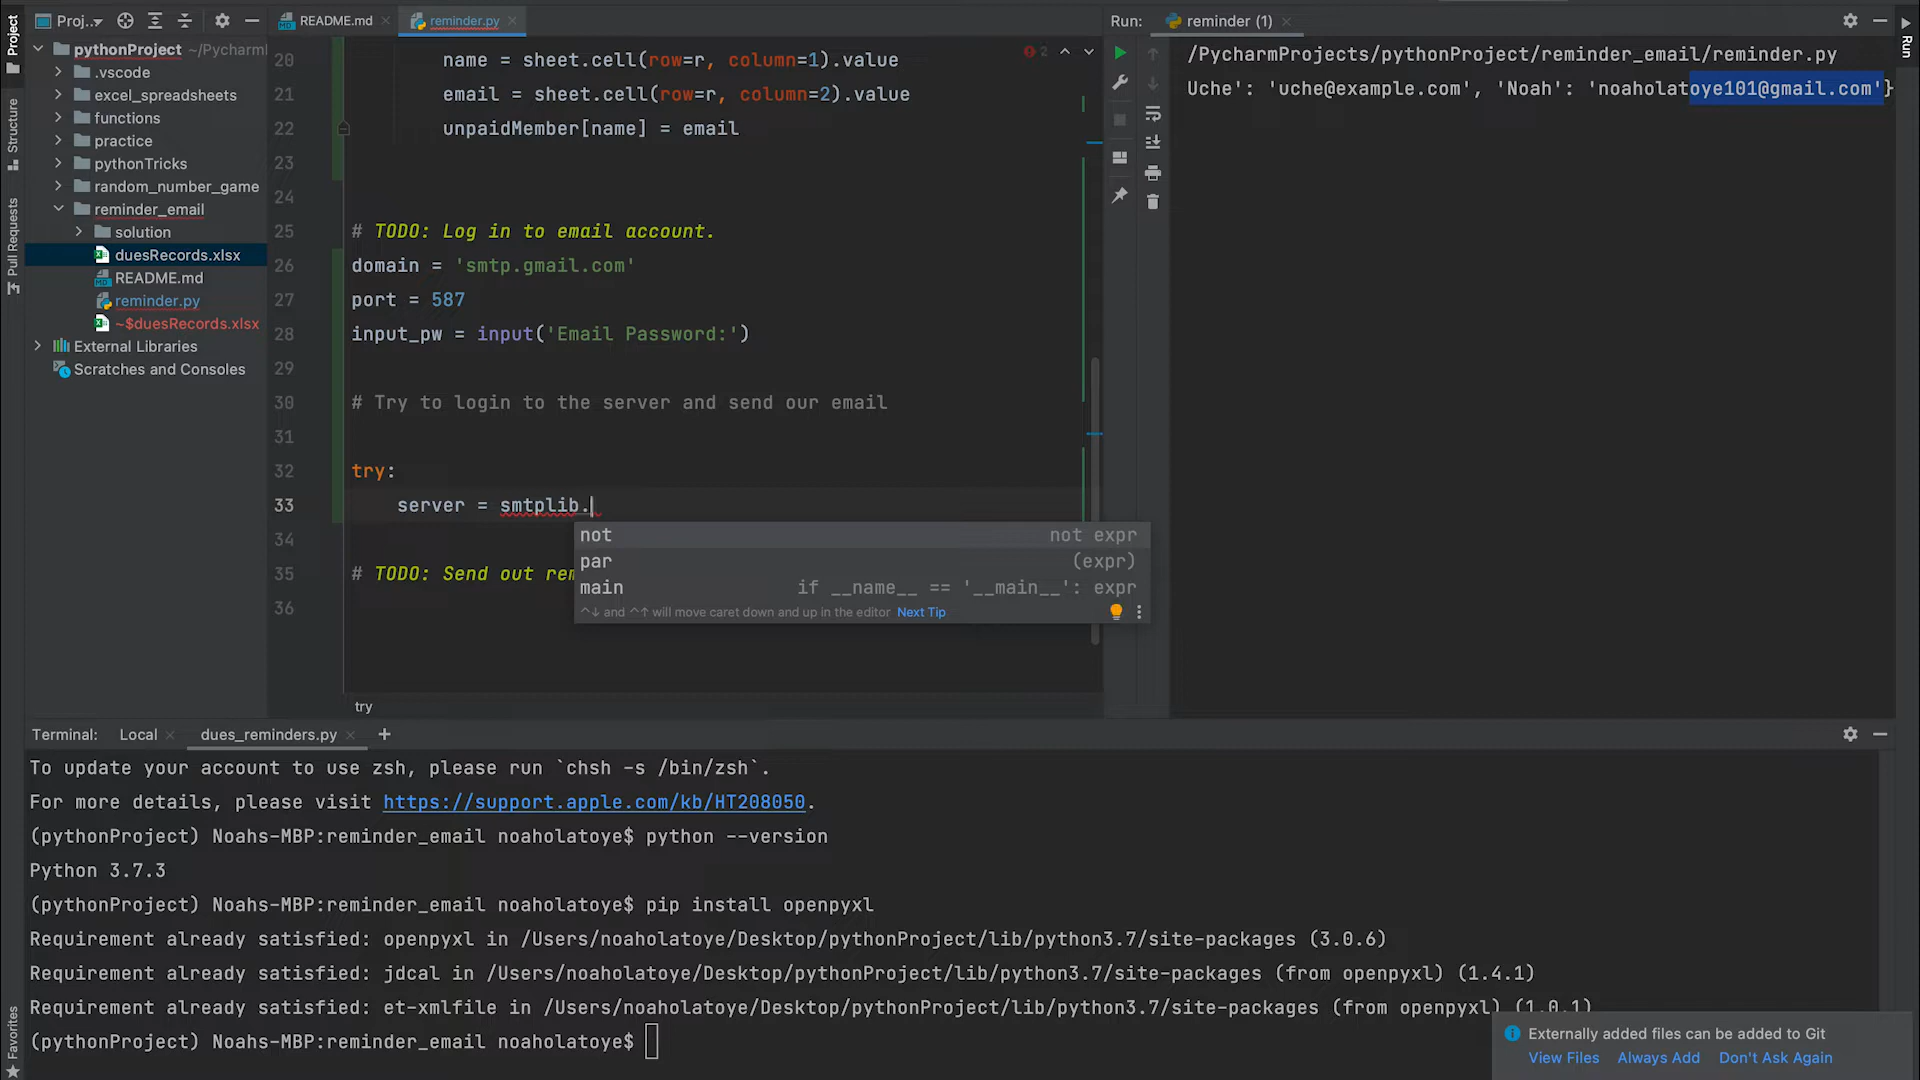 Project
Structure
Pull Requests
Favorites
Proj..
pythonProject ~/Pycharml
.vscode
excel_spreadsheets
functions
practice
pythonTricks
random_number_game
reminder_email
solution
duesRecords.xlsx
README.md
reminder.py
~$duesRecords.xlsx
External Libraries
Scratches and Consoles
README.md
reminder.py
2
20 name = sheet.cell(row=r, column=1).value
21 email = sheet.cell(row=r, column=2).value
22 unpaidMember[name] = email
23
24
25 # TODO: Log in to email account.
26 domain = 'smtp.gmail.com'
27 port = 587
28 input_pw = input('Email Password:')
29
30 # Try to login to the server and send our email
31
32 try:
33 server = smtplib.
34
35 # TODO: Send out rem
36
not not expr
par (expr)
main if __name__ == '__main__': expr
^↓ and ^↑ will move caret down and up in the editor Next Tip
try
Run: reminder (1)
Run
/PycharmProjects/pythonProject/reminder_email/reminder.py
Uche': 'uche@example.com', 'Noah': 'noaholatoye101@gmail.com'}
Terminal: Local dues_reminders.py +
To update your account to use zsh, please run `chsh -s /bin/zsh`.
For more details, please visit https://support.apple.com/kb/HT208050.
(pythonProject) Noahs-MBP:reminder_email noaholatoye$ python --version
Python 3.7.3
(pythonProject) Noahs-MBP:reminder_email noaholatoye$ pip install openpyxl
Requirement already satisfied: openpyxl in /Users/noaholatoye/Desktop/pythonProject/lib/python3.7/site-packages (3.0.6)
Requirement already satisfied: jdcal in /Users/noaholatoye/Desktop/pythonProject/lib/python3.7/site-packages (from openpyxl) (1.4.1)
Requirement already satisfied: et-xmlfile in /Users/noaholatoye/Desktop/pythonProject/lib/python3.7/site-packages (from openpyxl) (1.0.1)
(pythonProject) Noahs-MBP:reminder_email noaholatoye$
Externally added files can be added to Git
View Files Always Add Don't Ask Again